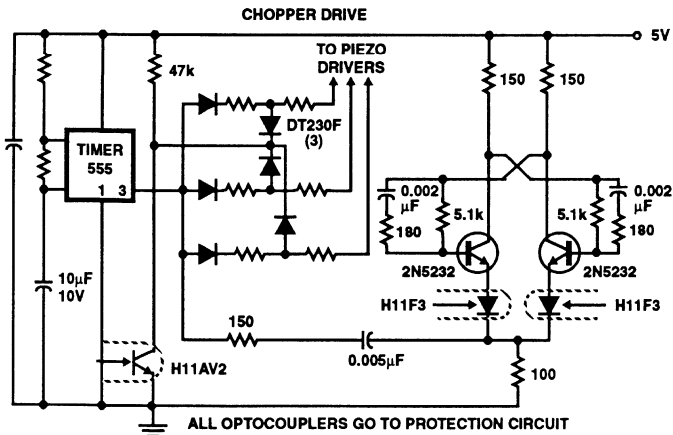 CHOPPER DRIVE
5V
TO PIEZO
DRIVERS
47k
150
150
DT230F
(3)
TIMER
555
1 3
0.002
µF
180
5.1k
5.1k
0.002
µF
180
2N5232
2N5232
10µF
10V
H11F3
H11F3
150
0.005µF
H11AV2
100
ALL OPTOCOUPLERS GO TO PROTECTION CIRCUIT